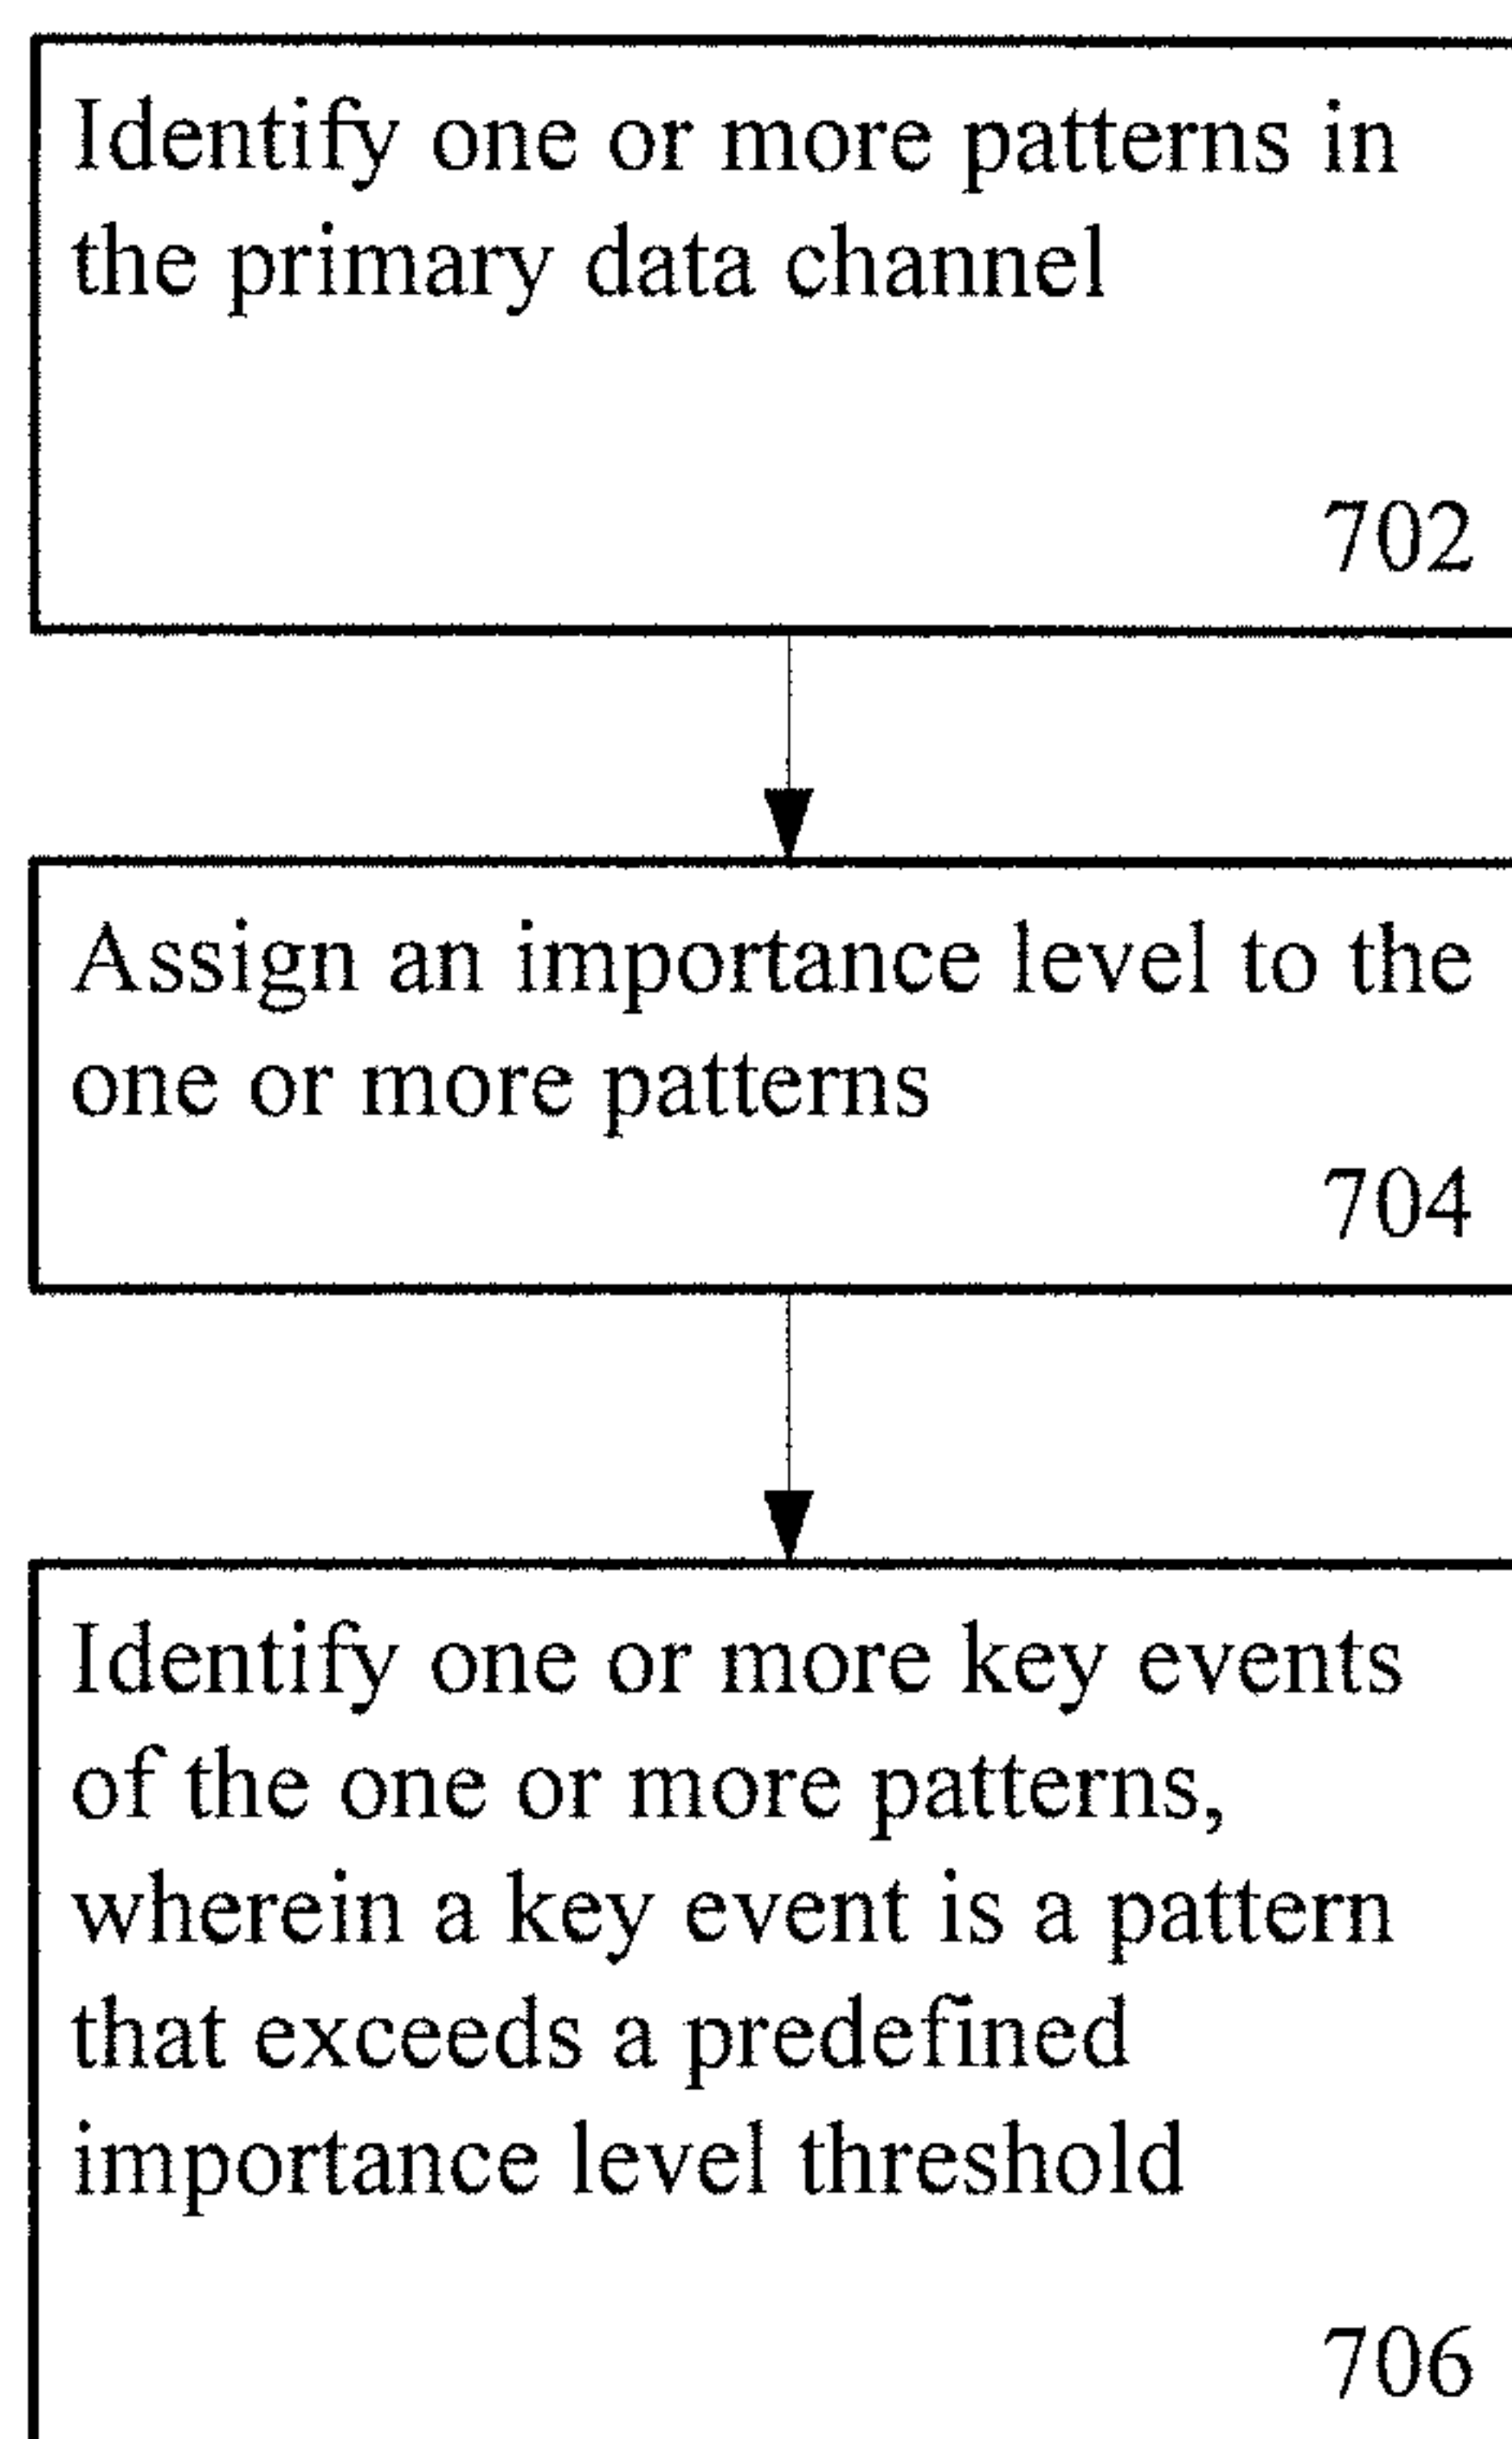 Identify one or more patterns in
the primary data channel
702
Assign an importance level to the
one or more patterns
704
Identify one or more key events
of the one or more patterns,
wherein a key event is a pattern
that exceeds a predefined
importance level threshold
706